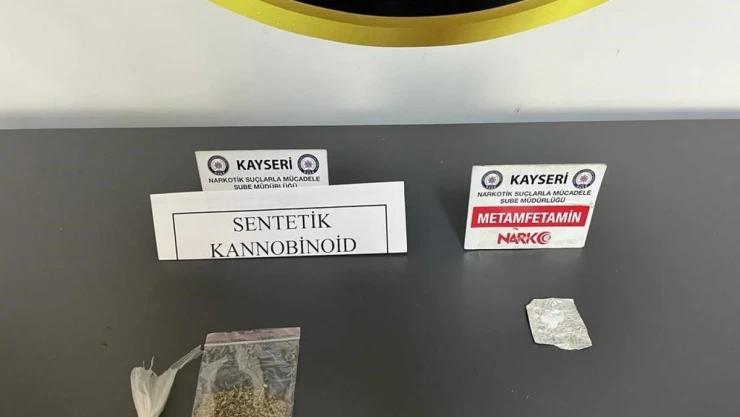 KAYSERİ
NARKOTİK SUÇLARLA MÜCADELE
ŞUBE MÜDÜRLÜĞÜ
SENTETİK
KANNOBİNOİD
KAYSERİ
NARKOTİK SUÇLARLA MÜCADELE
ŞUBE MÜDÜRLÜĞÜ
METAMFETAMİN
NARKO